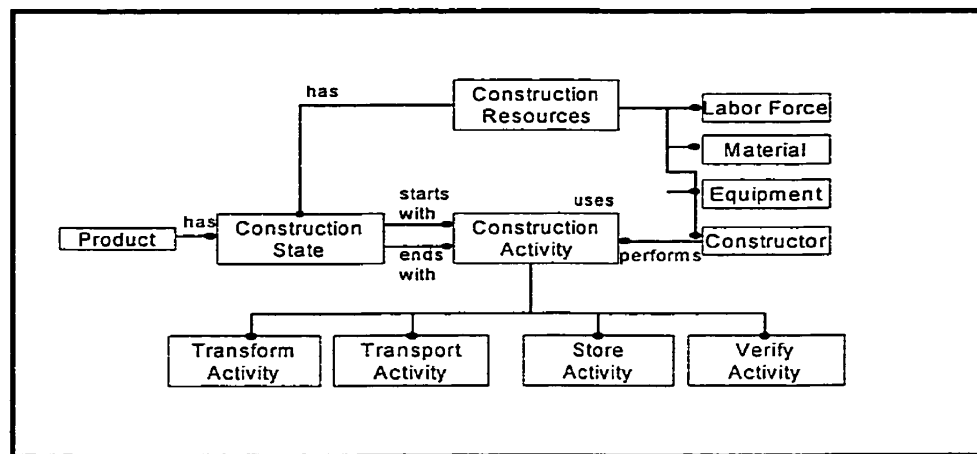 has
Construction
Resources
Labor Force
Material
Equipment
Constructor
starts
with
uses
has
Product
Construction
State
Construction
Activity
ends
with
performs
Transform
Activity
Transport
Activity
Store
Activity
Verify
Activity